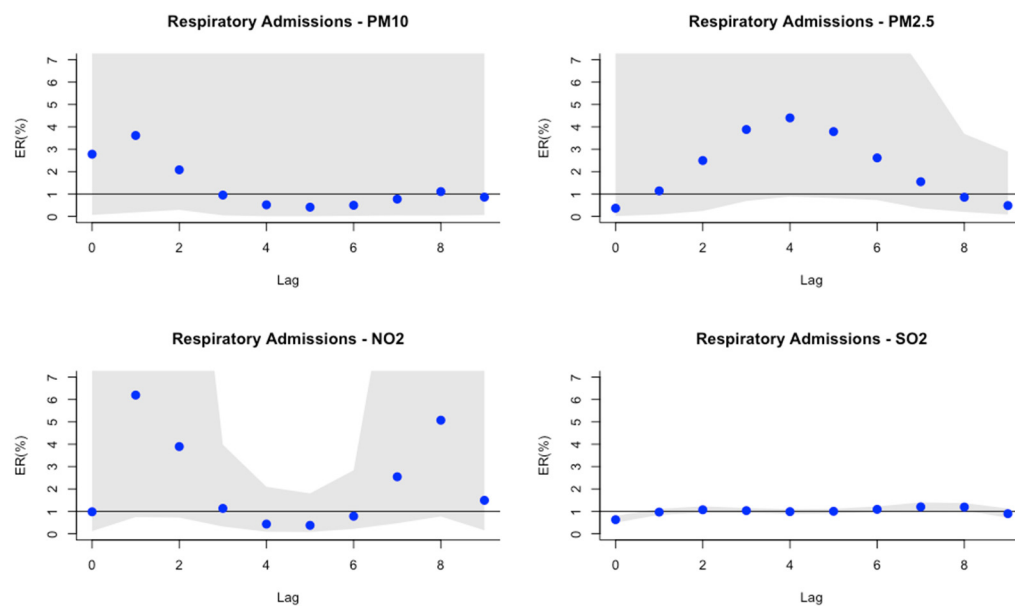 Respiratory Admissions - PM10
ER(%)
7
6
5
4
3
2
1
0
0 2 4 6 8
Lag
Respiratory Admissions - PM2.5
ER(%)
7
6
5
4
3
2
1
0
0 2 4 6 8
Lag
Respiratory Admissions - NO2
ER(%)
7
6
5
4
3
2
1
0
0 2 4 6 8
Lag
Respiratory Admissions - SO2
ER(%)
7
6
5
4
3
2
1
0
0 2 4 6 8
Lag